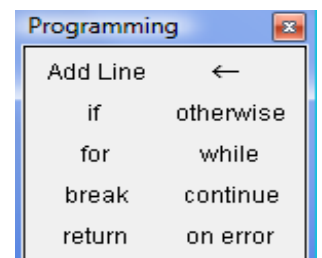 Programming
Add Line ←
if otherwise
for while
break continue
return on error